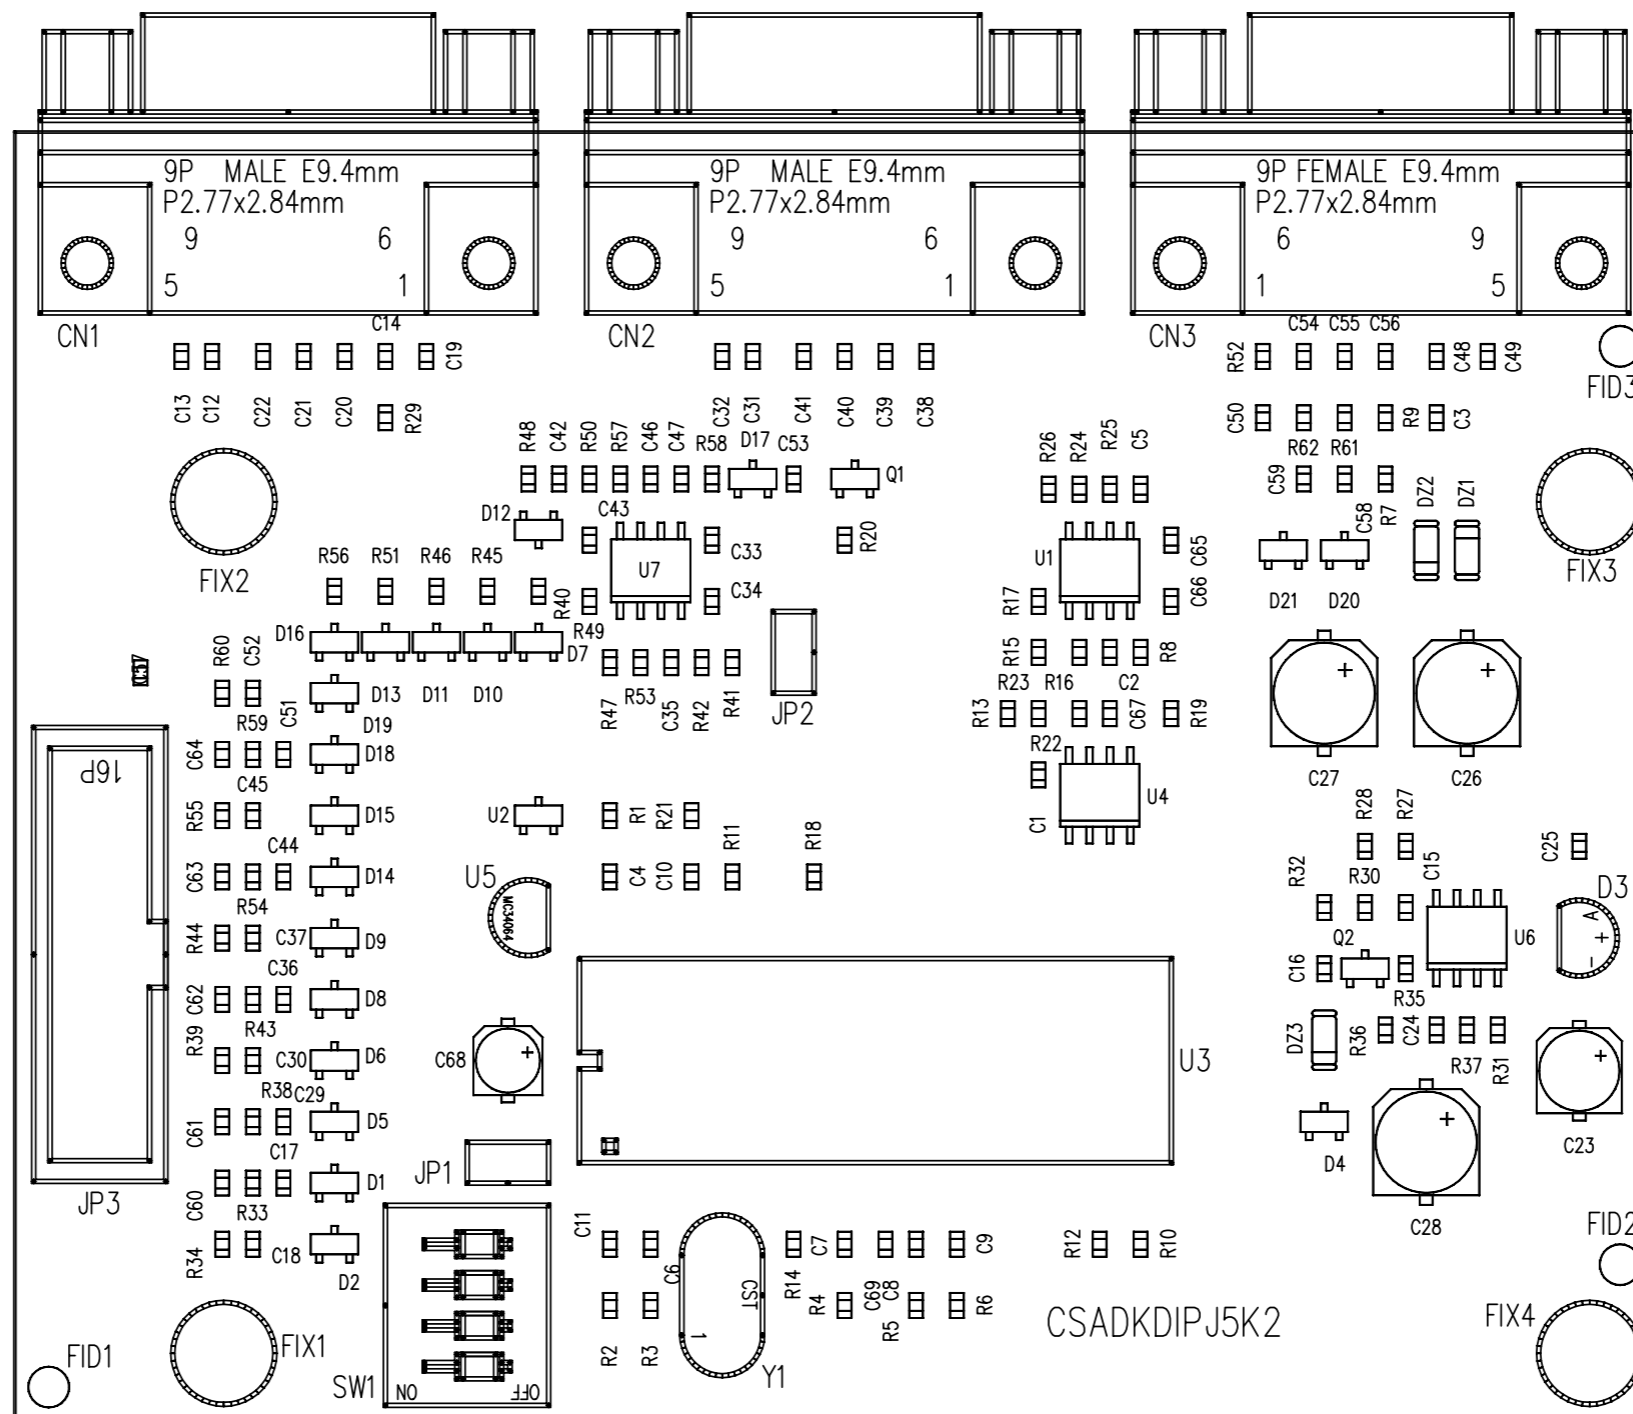 9P MALE E9.4mm
P2.77x2.84mm
9 6
5 1
CN1
9P MALE E9.4mm
P2.77x2.84mm
9 6
5 1
CN2
9P FEMALE E9.4mm
P2.77x2.84mm
6 9
1 5
CN3
C14
C19
C54 C55 C56
R52 C48 C49
FID3
C13 C12 C22 C21 C20 R29
C32 C31 C41 C40 C39 C38
C50 R9 C3
R48 C42 R50 R57 C46 C47 R58 D17 C53
Q1
R26 R24 R25 C5
R62 R61
C59
C58 R7 DZ2 DZ1
FIX2
D12 C43
U7
C33
C34
R20
U1
C65
C66
D21 D20
FIX3
R56 R51 R46 R45
R40
R49
R17
D16 D7
D13 D11 D10
R47 R53 C35 R42 R41
JP2
R15 R8
R23 R16 C2
R13 C67 R19
C57
R60 C52
R59 C51 D19
C64 D18
C45
R22
U4
C1
C27 C26
16P
R55 D15
C44
U2
R1 R21
R11 R18
R28 R27
C25
C63 D14
R54
U5
MC34064
C4 C10
R32 R30 C15
D3
A
+
-
R44 C37 D9
C36
Q2
U6
C16
R35
C62 D8
R43
R39 C30 D6
R38 C29
C68
+
U3
DZ3 R36 C24
R37 R31
+
C23
C61 D5
C17
D4
+
C28
JP3
C60 D1
R33
R34 C18
D2
JP1
SW1
ON OFF
C11 C6
R2 R3
CST
1
Y1
R14 C7 C69 C8 C9
R4 R5 R6
R12 R10
CSADKDIPJ5K2
FID2
FIX4
FIX1
FID1